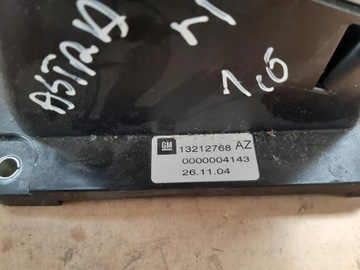 ASTRA H
1,6
GM 13212768 AZ
0000004143
26.11.04